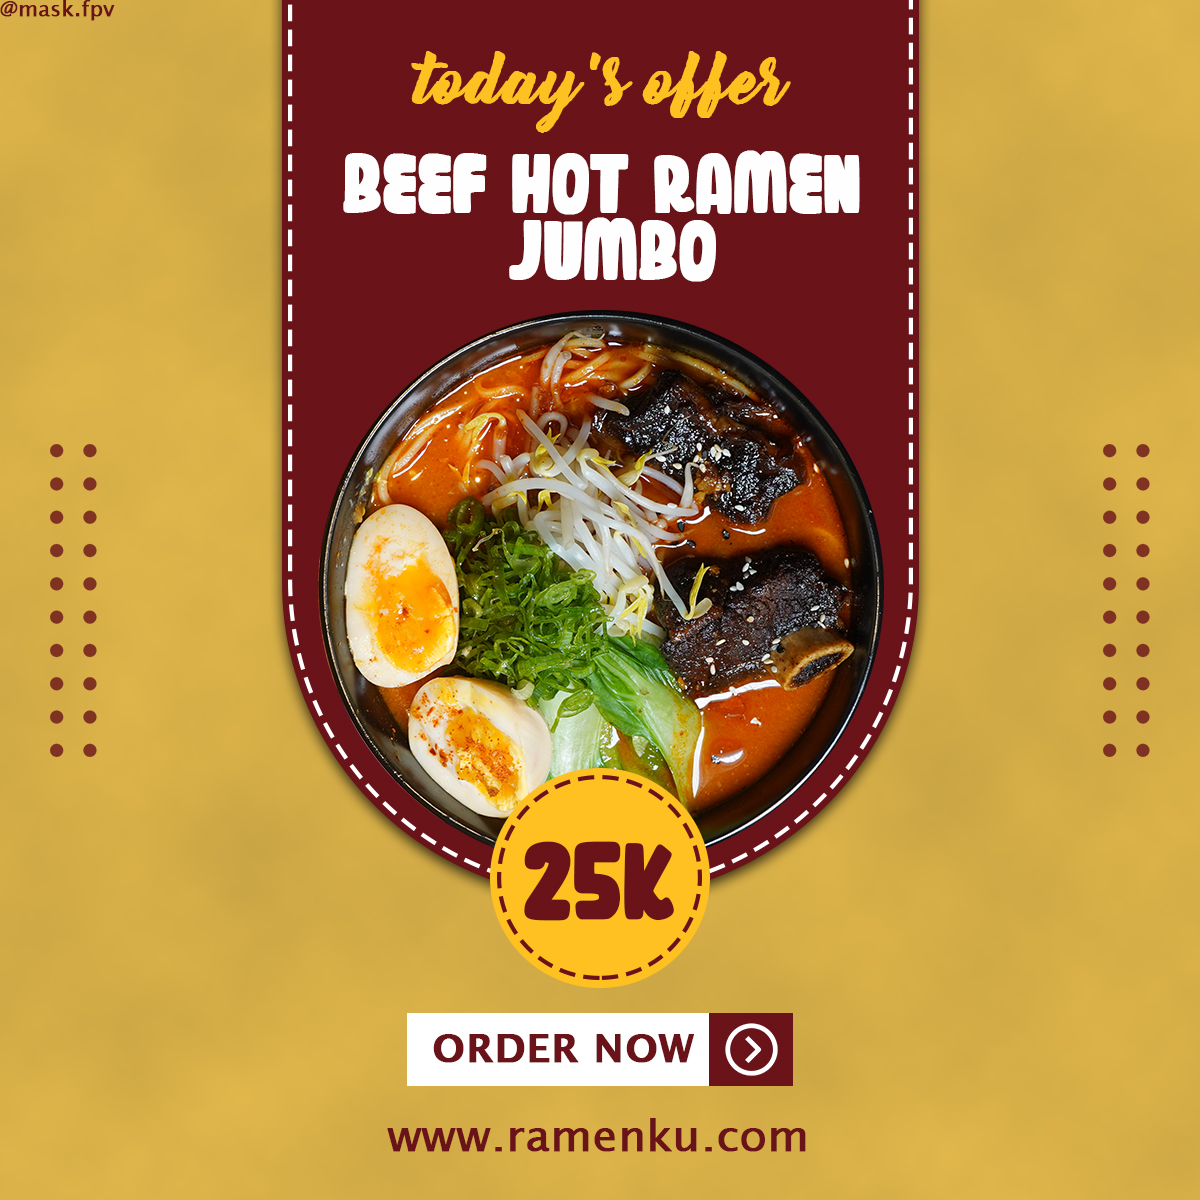 @mask.fpv
today's offer
BEEF HOT RAMEN
JUMBO
25K
ORDER NOW
www.ramenku.com